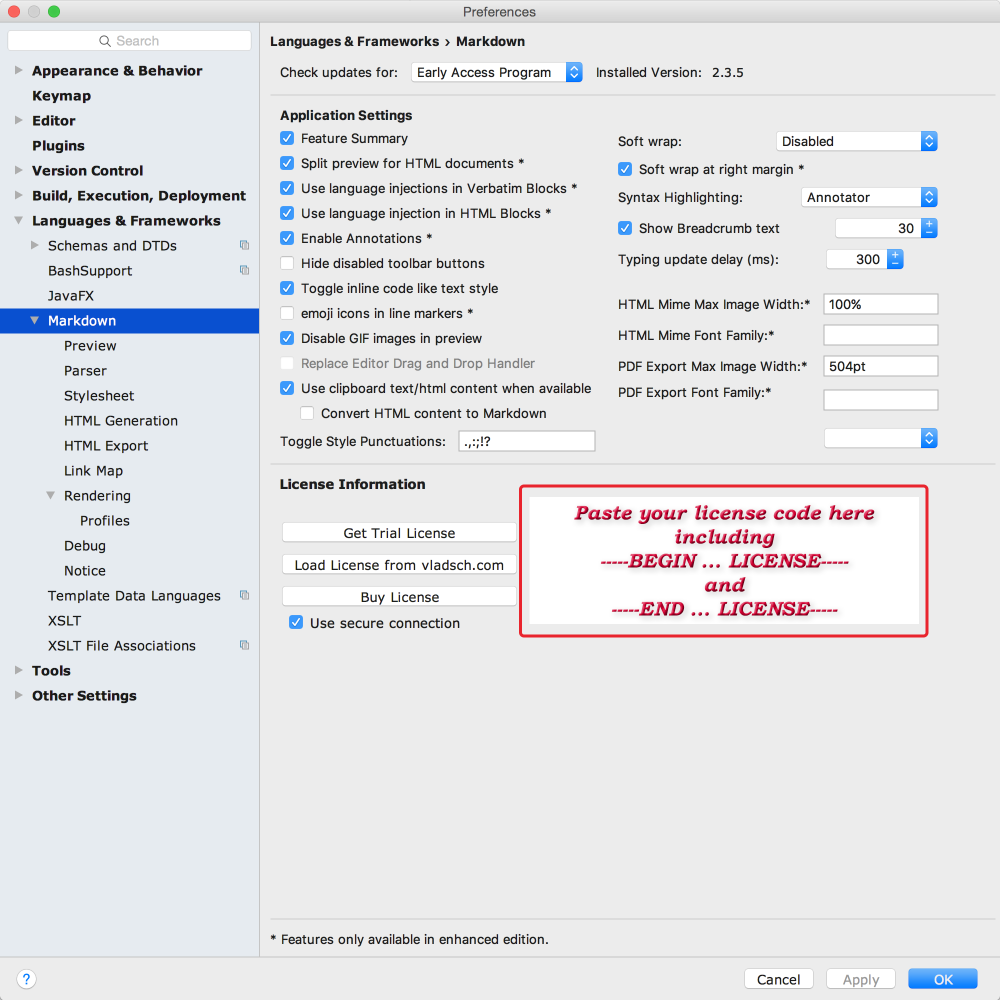 Preferences
Search
Appearance & Behavior
Keymap
Editor
Plugins
Version Control
Build, Execution, Deployment
Languages & Frameworks
Schemas and DTDs
BashSupport
JavaFX
Markdown
Preview
Parser
Stylesheet
HTML Generation
HTML Export
Link Map
Rendering
Profiles
Debug
Notice
Template Data Languages
XSLT
XSLT File Associations
Tools
Other Settings
Languages & Frameworks › Markdown
Check updates for: Early Access Program Installed Version: 2.3.5
Application Settings
Feature Summary
Split preview for HTML documents *
Use language injections in Verbatim Blocks *
Use language injection in HTML Blocks *
Enable Annotations *
Hide disabled toolbar buttons
Toggle inline code like text style
emoji icons in line markers *
Disable GIF images in preview
Replace Editor Drag and Drop Handler
Use clipboard text/html content when available
Convert HTML content to Markdown
Toggle Style Punctuations: .,:;!?
Soft wrap: Disabled
Soft wrap at right margin *
Syntax Highlighting: Annotator
Show Breadcrumb text 30
Typing update delay (ms): 300
HTML Mime Max Image Width:* 100%
HTML Mime Font Family:*
PDF Export Max Image Width:* 504pt
PDF Export Font Family:*
License Information
Get Trial License
Load License from vladsch.com
Buy License
Use secure connection
Paste your license code here
including
-----BEGIN ... LICENSE-----
and
-----END ... LICENSE-----
* Features only available in enhanced edition.
?
Cancel Apply OK